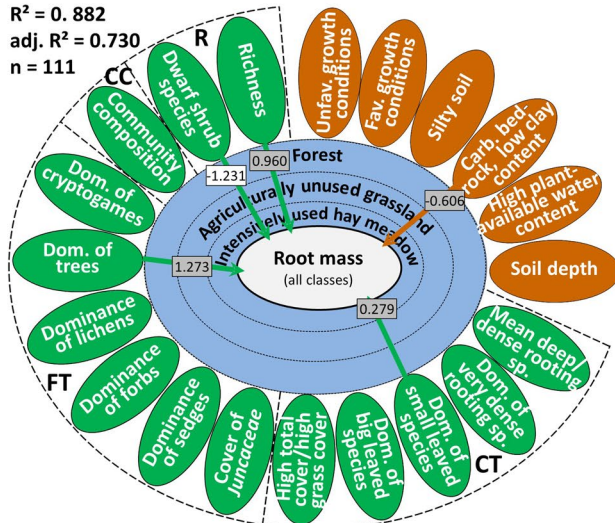 R² = 0. 882
adj. R² = 0.730
n = 111
R
CC
FT
CT
Richness
Dwarf shrub
species
Community
composition
Dom. of
cryptogames
Dom. of
trees
Dominance
of lichens
Dominance
of forbs
Dominance
of sedges
Cover of
Juncaceae
High total
cover/high
grass cover
Dom. of
big leaved
species
Dom. of
small leaved
species
Dom. of
very dense
rooting sp.
Mean deep/
dense rooting
sp.
Unfav. growth
conditions
Fav. growth
conditions
Silty soil
Carb. bed-
rock, low clay
content
High plant-
available water
content
Soil depth
Forest
Agriculturally unused grassland
Intensively used hay meadow
Root mass
(all classes)
-1.231
0.960
-0.606
1.273
0.279